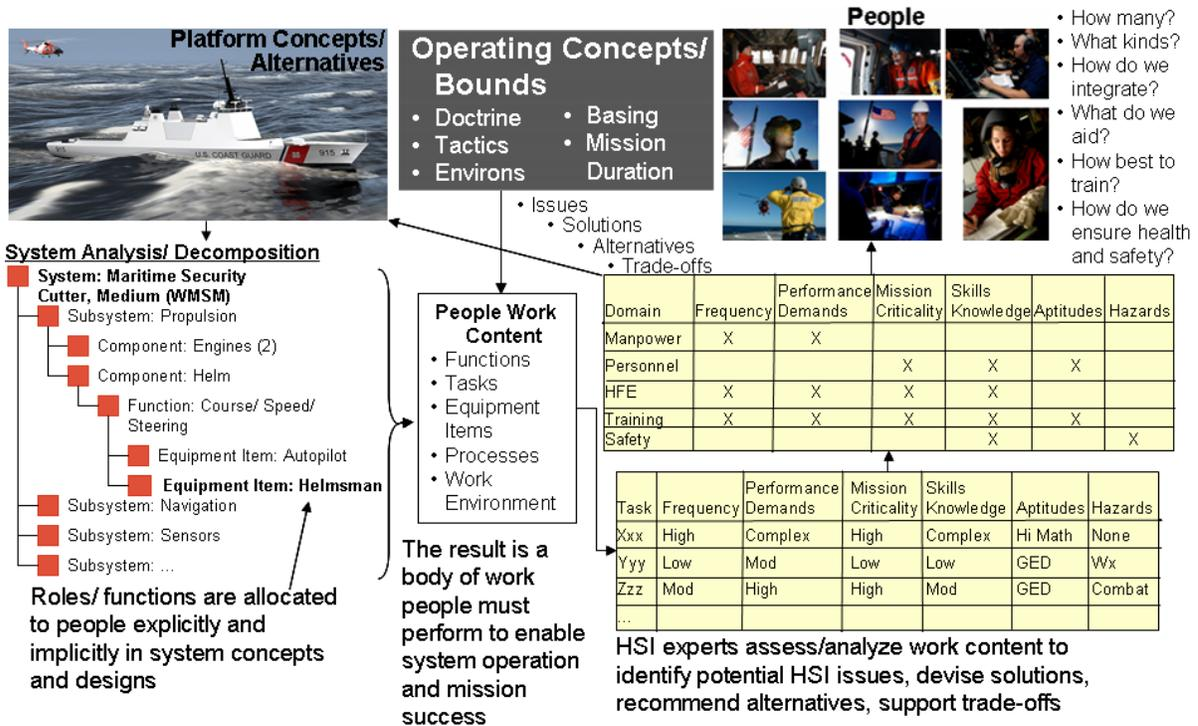 Platform Concepts/
Alternatives
U.S. COAST GUARD
915
Operating Concepts/
Bounds
• Doctrine
• Tactics
• Environs
• Basing
• Mission
Duration
People
• How many?
• What kinds?
• How do we
integrate?
• What do we
aid?
• How best to
train?
• How do we
ensure health
and safety?
• Issues
• Solutions
• Alternatives
• Trade-offs
System Analysis/ Decomposition
System: Maritime Security
Cutter, Medium (WMSM)
Subsystem: Propulsion
Component: Engines (2)
Component: Helm
Function: Course/ Speed/
Steering
Equipment Item: Autopilot
Equipment Item: Helmsman
Subsystem: Navigation
Subsystem: Sensors
Subsystem: ...
Roles/ functions are allocated
to people explicitly and
implicitly in system concepts
and designs
People Work
Content
• Functions
• Tasks
• Equipment
Items
• Processes
• Work
Environment
The result is a
body of work
people must
perform to enable
system operation
and mission
success
Domain Frequency Performance Demands Mission Criticality Skills Knowledge Aptitudes Hazards
Manpower X X
Personnel X X X
HFE X X X X
Training X X X X X
Safety X X
Task Frequency Performance Demands Mission Criticality Skills Knowledge Aptitudes Hazards
Xxx High Complex High Complex Hi Math None
Yyy Low Mod Low Low GED Wx
Zzz Mod High High Mod GED Combat
...
HSI experts assess/analyze work content to
identify potential HSI issues, devise solutions,
recommend alternatives, support trade-offs